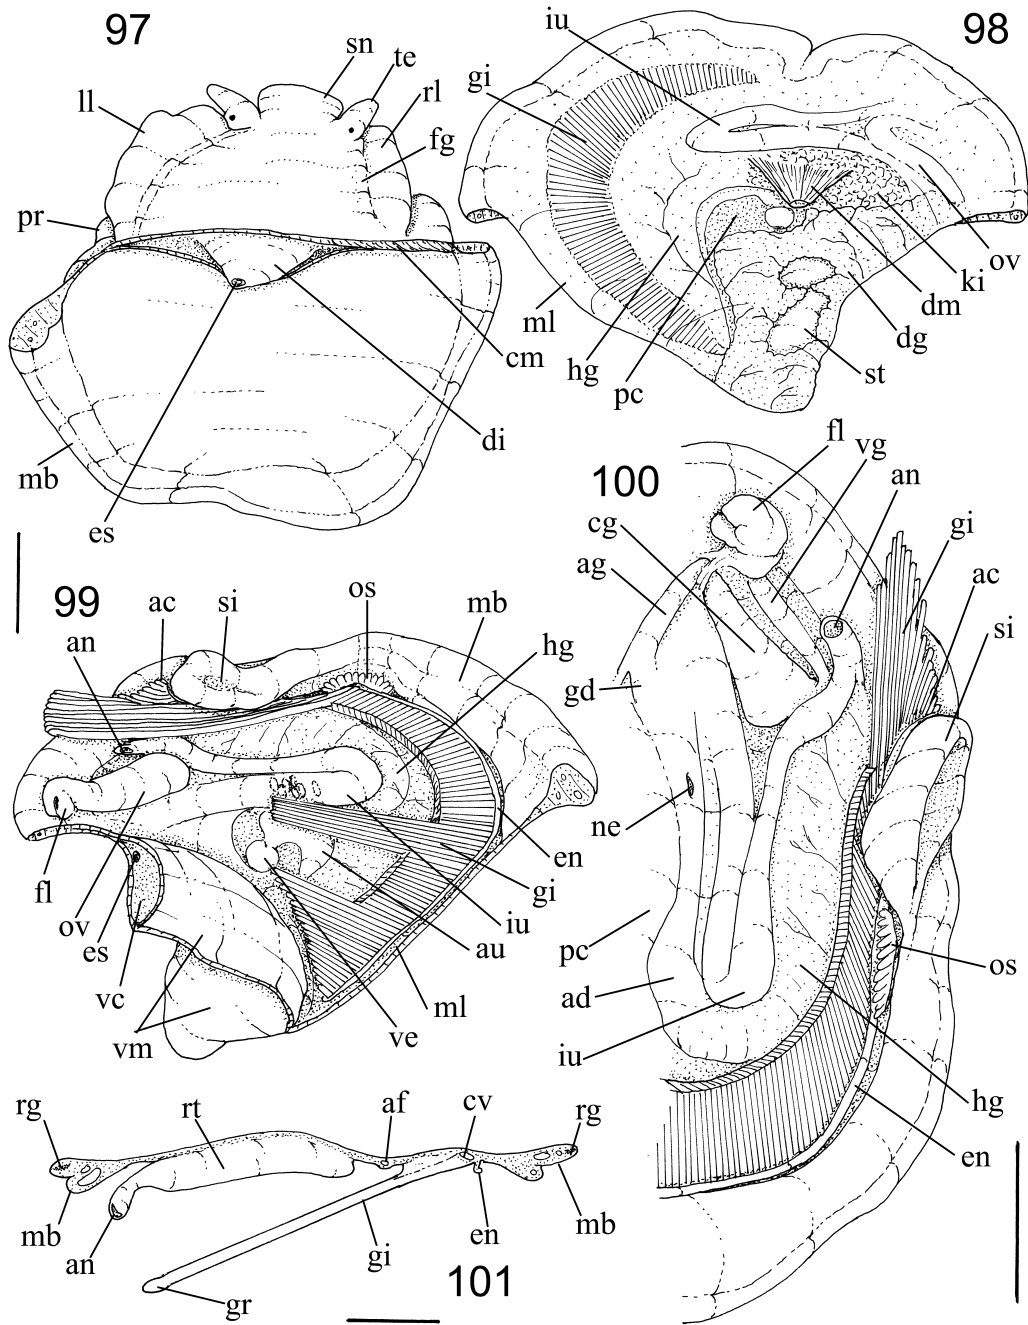 97
sn
te
ll
rl
fg
pr
cm
di
mb
es
98
iu
gi
ov
ki
dm
dg
st
ml
hg
pc
99
ac
si
os
mb
an
hg
en
gi
iu
au
fl
ov
es
vc
vm
ve
ml
100
fl
vg
an
cg
gi
ag
ac
si
gd
ne
pc
os
ad
iu
hg
en
101
rg
rt
af
cv
rg
mb
an
gi
en
mb
gr